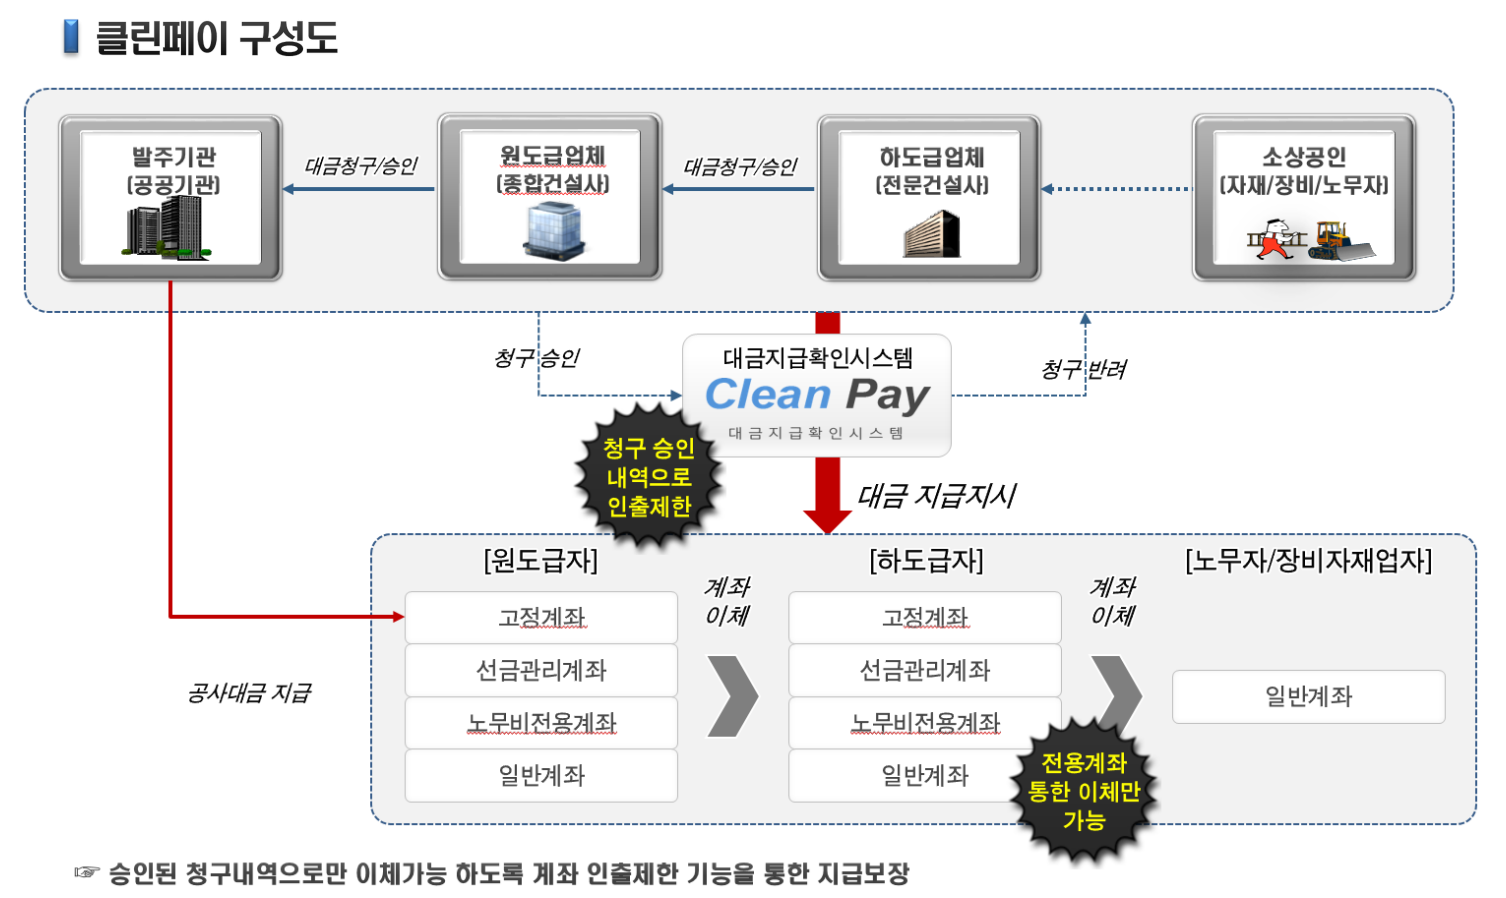 클린페이 구성도
발주기관
(공공기관)
대금청구/승인
원도급업체
(종합건설사)
대금청구/승인
하도급업체
(전문건설사)
소상공인
(자재/장비/노무자)
청구 승인
대금지급확인시스템
Clean Pay
대금지급확인시스템
청구 반려
청구 승인
내역으로
인출제한
대금 지급지시
[원도급자]
고정계좌
선금관리계좌
노무비전용계좌
일반계좌
계좌
이체
[하도급자]
고정계좌
선금관리계좌
노무비전용계좌
일반계좌
계좌
이체
[노무자/장비자재업자]
일반계좌
공사대금 지급
전용계좌
통한 이체만
가능
☞ 승인된 청구내역으로만 이체가능 하도록 계좌 인출제한 기능을 통한 지급보장